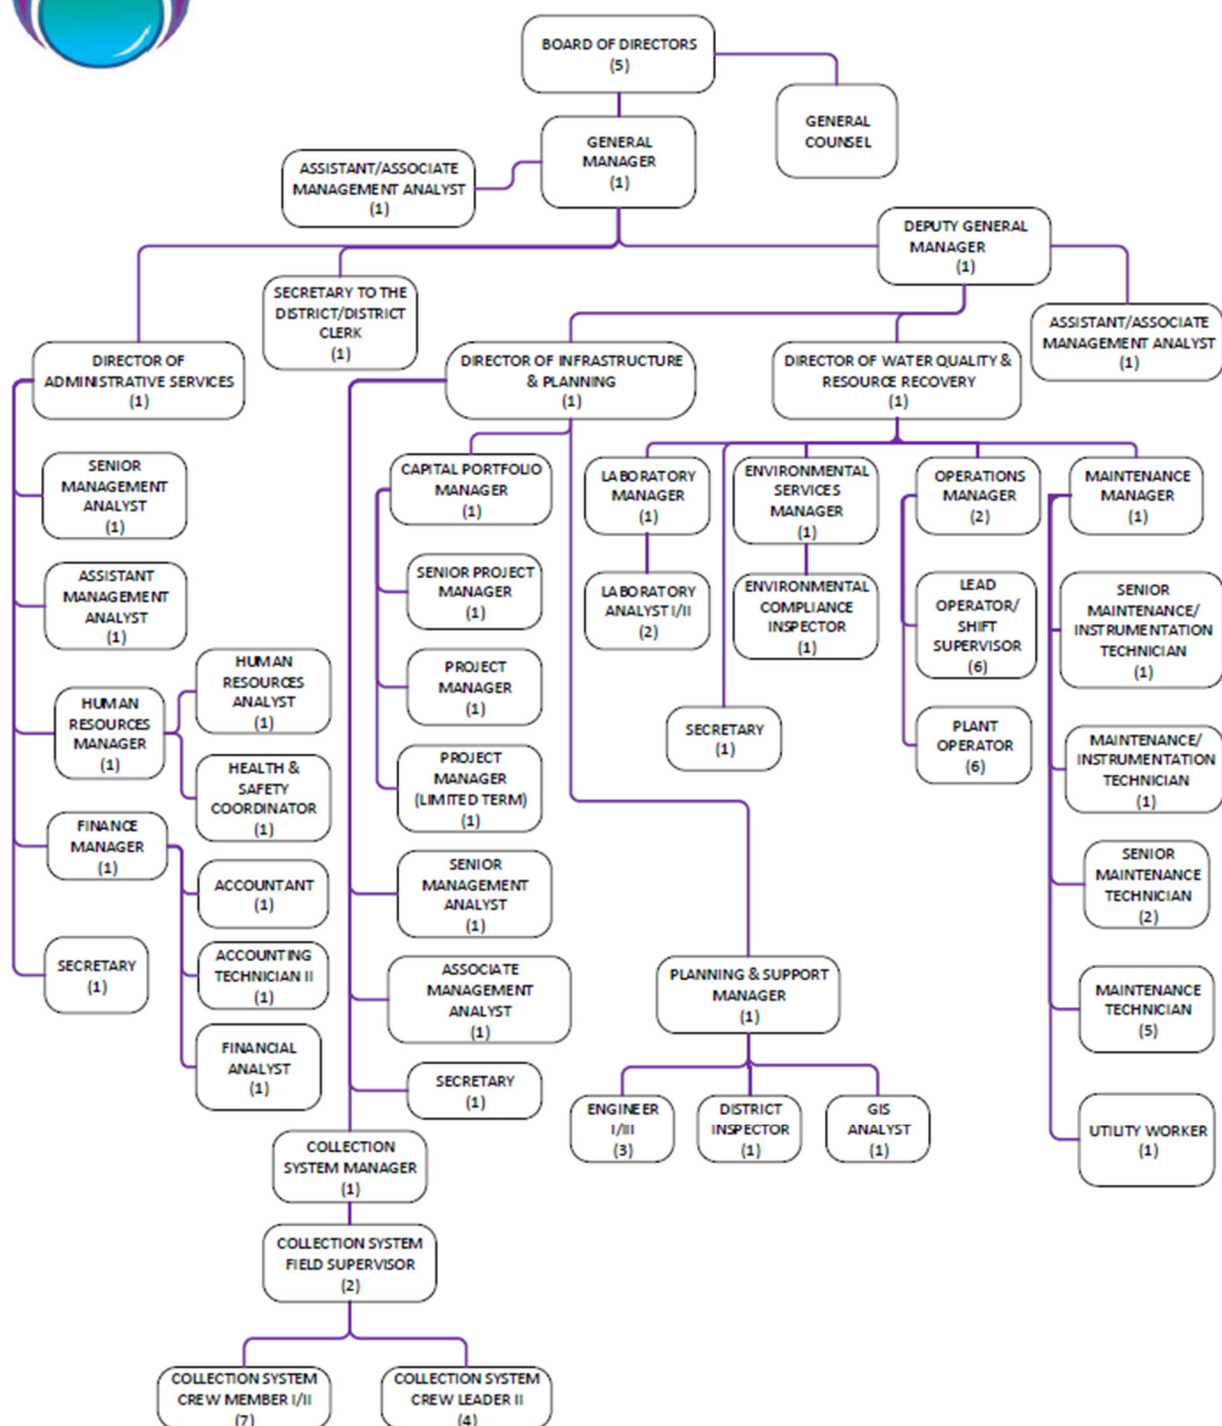 BOARD OF DIRECTORS
(5)
GENERAL
COUNSEL
GENERAL
MANAGER
(1)
ASSISTANT/ASSOCIATE
MANAGEMENT ANALYST
(1)
DEPUTY GENERAL
MANAGER
(1)
SECRETARY TO THE
DISTRICT/DISTRICT
CLERK
(1)
ASSISTANT/ASSOCIATE
MANAGEMENT ANALYST
(1)
DIRECTOR OF
ADMINISTRATIVE SERVICES
(1)
DIRECTOR OF INFRASTRUCTURE
& PLANNING
(1)
DIRECTOR OF WATER QUALITY &
RESOURCE RECOVERY
(1)
SENIOR
MANAGEMENT
ANALYST
(1)
ASSISTANT
MANAGEMENT
ANALYST
(1)
HUMAN
RESOURCES
MANAGER
(1)
HUMAN
RESOURCES
ANALYST
(1)
HEALTH &
SAFETY
COORDINATOR
(1)
FINANCE
MANAGER
(1)
ACCOUNTANT
(1)
ACCOUNTING
TECHNICIAN II
(1)
FINANCIAL
ANALYST
(1)
SECRETARY
(1)
CAPITAL PORTFOLIO
MANAGER
(1)
SENIOR PROJECT
MANAGER
(1)
PROJECT
MANAGER
(1)
PROJECT
MANAGER
(LIMITED TERM)
(1)
SENIOR
MANAGEMENT
ANALYST
(1)
ASSOCIATE
MANAGEMENT
ANALYST
(1)
SECRETARY
(1)
COLLECTION
SYSTEM MANAGER
(1)
COLLECTION SYSTEM
FIELD SUPERVISOR
(2)
COLLECTION SYSTEM
CREW MEMBER I/II
(7)
COLLECTION SYSTEM
CREW LEADER II
(4)
PLANNING & SUPPORT
MANAGER
(1)
ENGINEER
I/III
(3)
DISTRICT
INSPECTOR
(1)
GIS
ANALYST
(1)
LABORATORY
MANAGER
(1)
LABORATORY
ANALYST I/II
(2)
SECRETARY
(1)
ENVIRONMENTAL
SERVICES
MANAGER
(1)
ENVIRONMENTAL
COMPLIANCE
INSPECTOR
(1)
OPERATIONS
MANAGER
(2)
LEAD
OPERATOR/
SHIFT
SUPERVISOR
(6)
PLANT
OPERATOR
(6)
MAINTENANCE
MANAGER
(1)
SENIOR
MAINTENANCE/
INSTRUMENTATION
TECHNICIAN
(1)
MAINTENANCE/
INSTRUMENTATION
TECHNICIAN
(1)
SENIOR
MAINTENANCE
TECHNICIAN
(2)
MAINTENANCE
TECHNICIAN
(5)
UTILITY WORKER
(1)